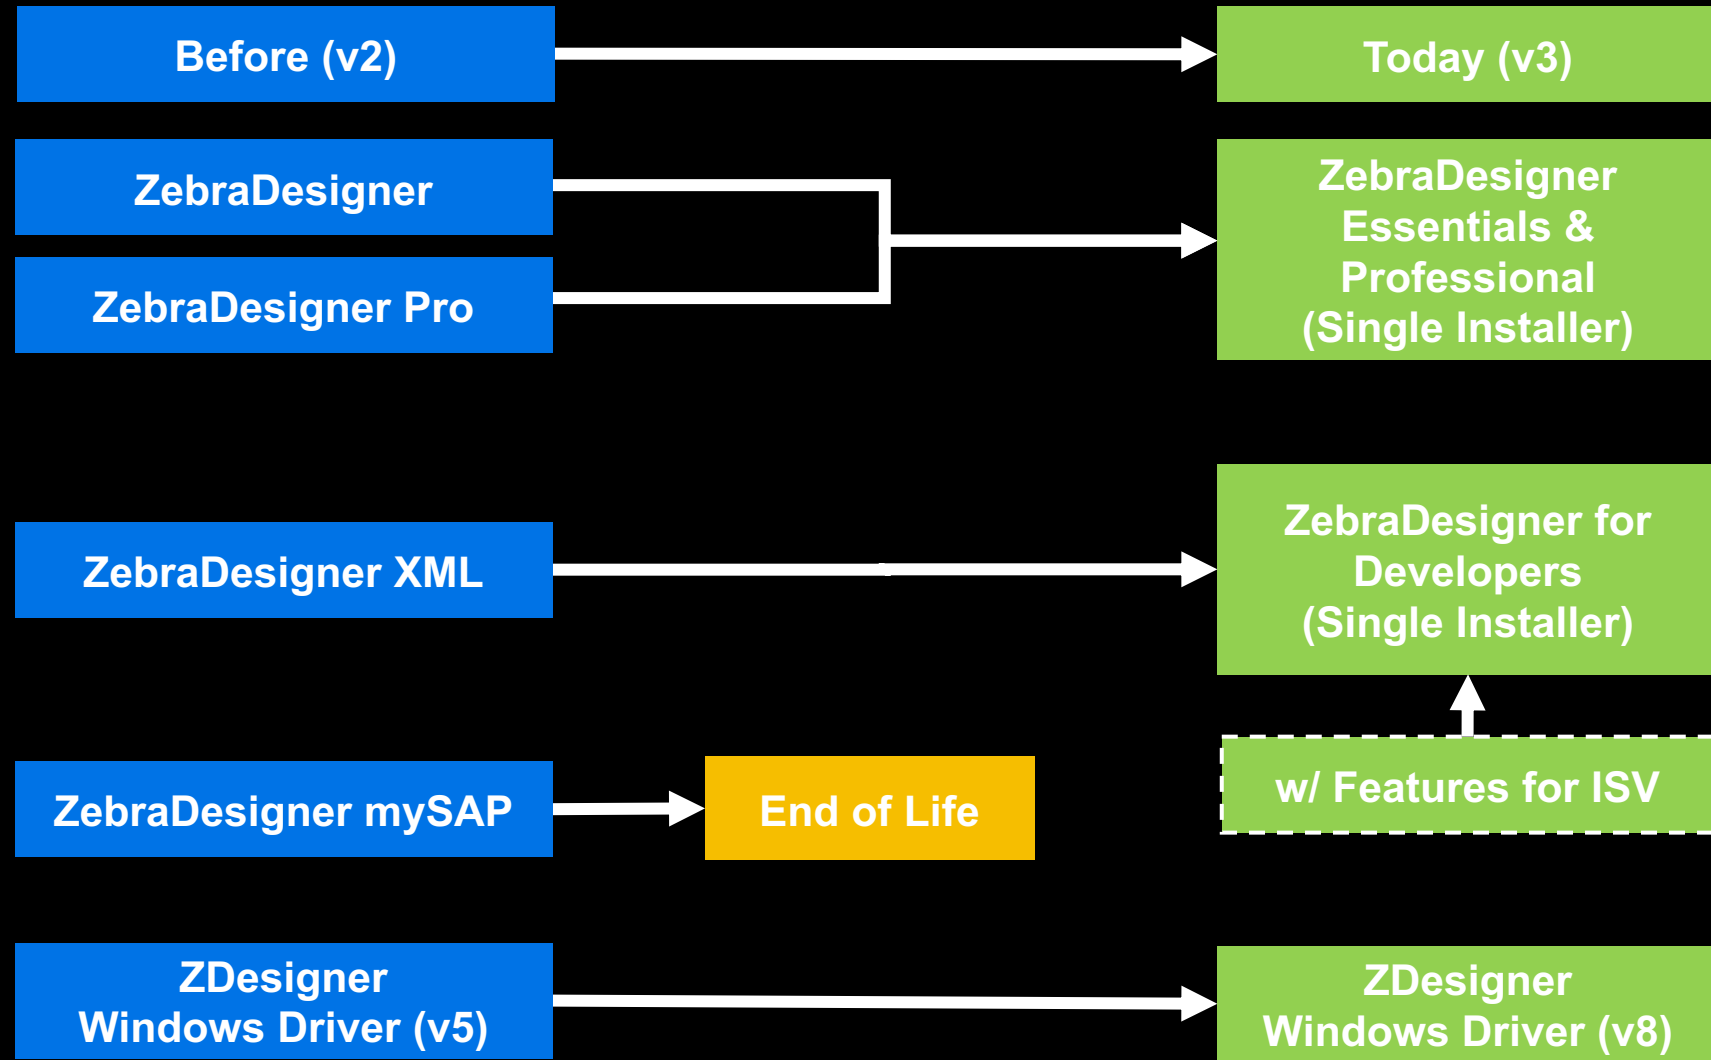 Before (v2)
Today (v3)
ZebraDesigner
ZebraDesigner Pro
ZebraDesigner
Essentials &
Professional
(Single Installer)
ZebraDesigner XML
ZebraDesigner for
Developers
(Single Installer)
ZebraDesigner mySAP
End of Life
w/ Features for ISV
ZDesigner
Windows Driver (v5)
ZDesigner
Windows Driver (v8)